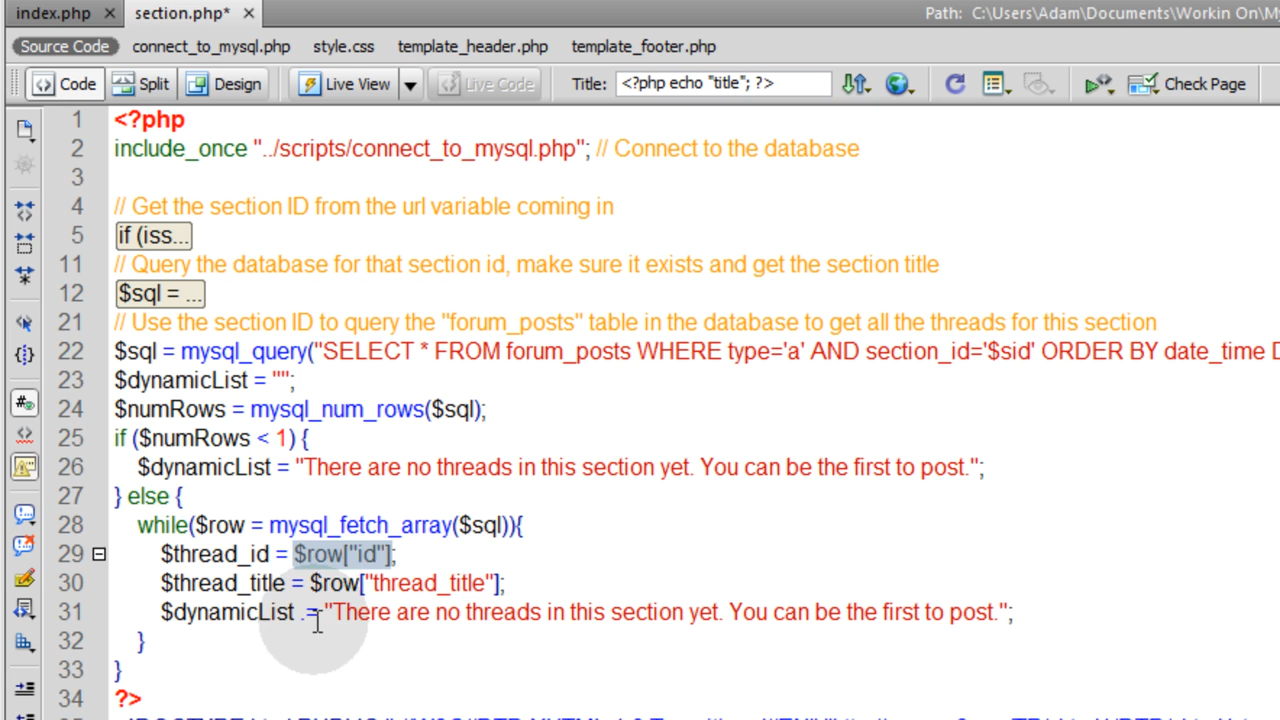 index.php section.php* Path: C:\Users\Adam\Documents\Workin On\M
Source Code connect_to_mysql.php style.css template_header.php template_footer.php
Code Split Design Live View Live Code Title: <?php echo "title"; ?> Check Page
1 <?php
2 include_once "../scripts/connect_to_mysql.php"; // Connect to the database
3
4 // Get the section ID from the url variable coming in
5 if (iss...
11 // Query the database for that section id, make sure it exists and get the section title
12 $sql = ...
21 // Use the section ID to query the "forum_posts" table in the database to get all the threads for this section
22 $sql = mysql_query("SELECT * FROM forum_posts WHERE type='a' AND section_id='$sid' ORDER BY date_time D
23 $dynamicList = "";
24 $numRows = mysql_num_rows($sql);
25 if ($numRows < 1) {
26 $dynamicList = "There are no threads in this section yet. You can be the first to post.";
27 } else {
28 while($row = mysql_fetch_array($sql)){
29 $thread_id = $row["id"];
30 $thread_title = $row["thread_title"];
31 $dynamicList .= "There are no threads in this section yet. You can be the first to post.";
32 }
33 }
34 ?>